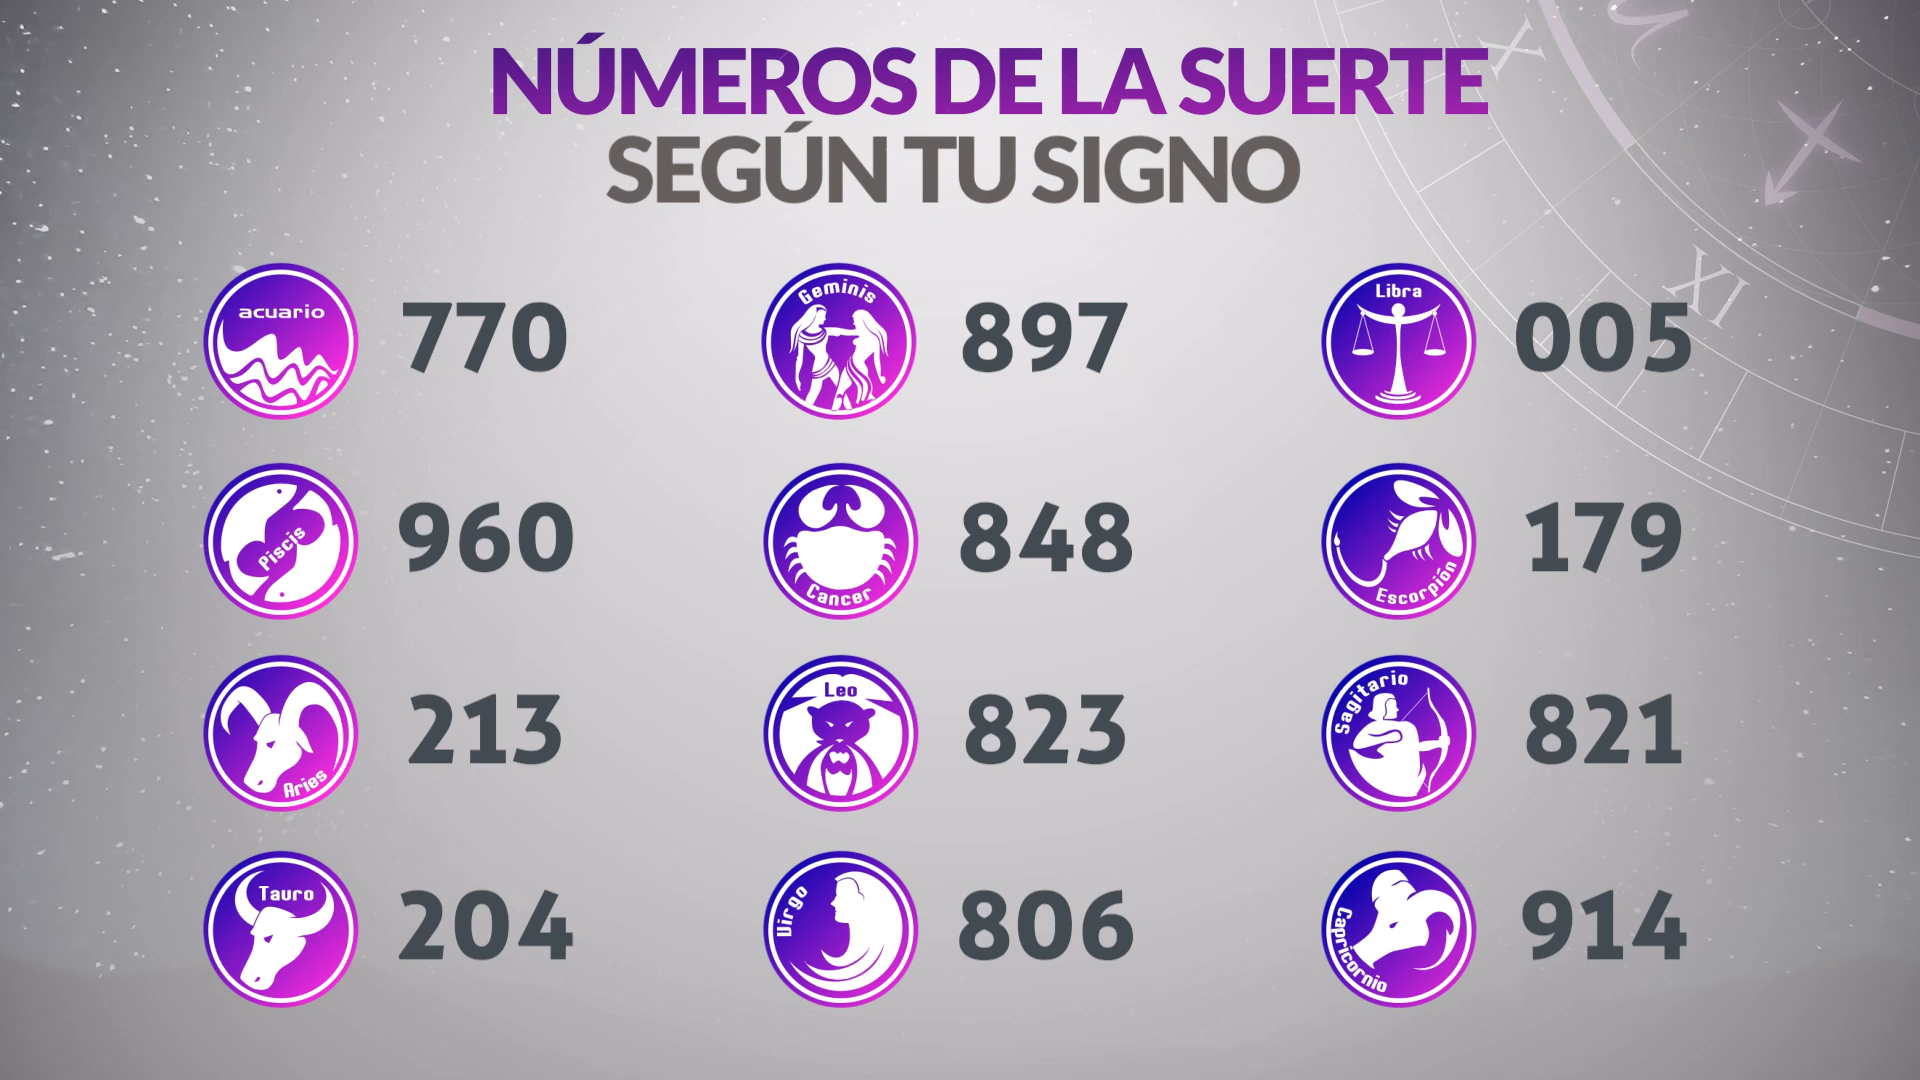 NÚMEROS DE LA SUERTE
SEGÚN TU SIGNO
acuario 770
Geminis 897
Libra 005
Piscis 960
Cancer 848
Escorpión 179
Aries 213
Leo 823
Sagitario 821
Tauro 204
Virgo 806
Capricornio 914
X
XI